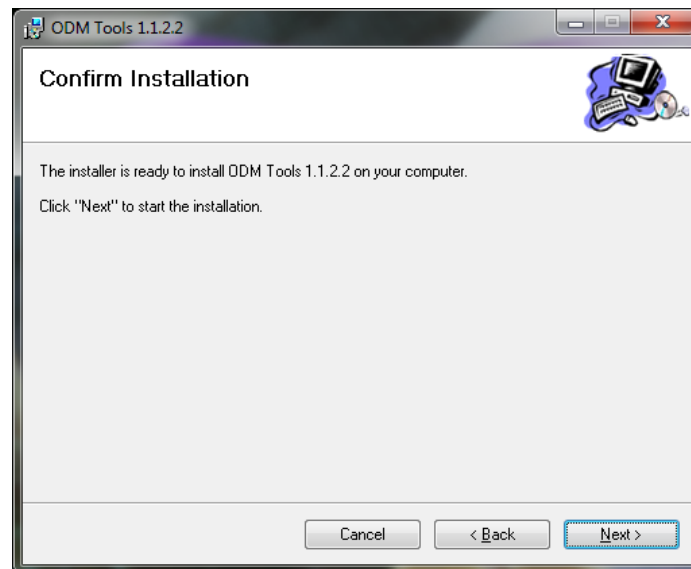 ODM Tools 1.1.2.2
Confirm Installation
The installer is ready to install ODM Tools 1.1.2.2 on your computer.
Click "Next" to start the installation.
Cancel
< Back
Next >